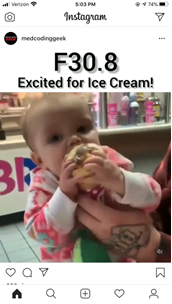 Verizon 5:03 PM 74%
Instagram
medcodinggeek
F30.8
Excited for Ice Cream!